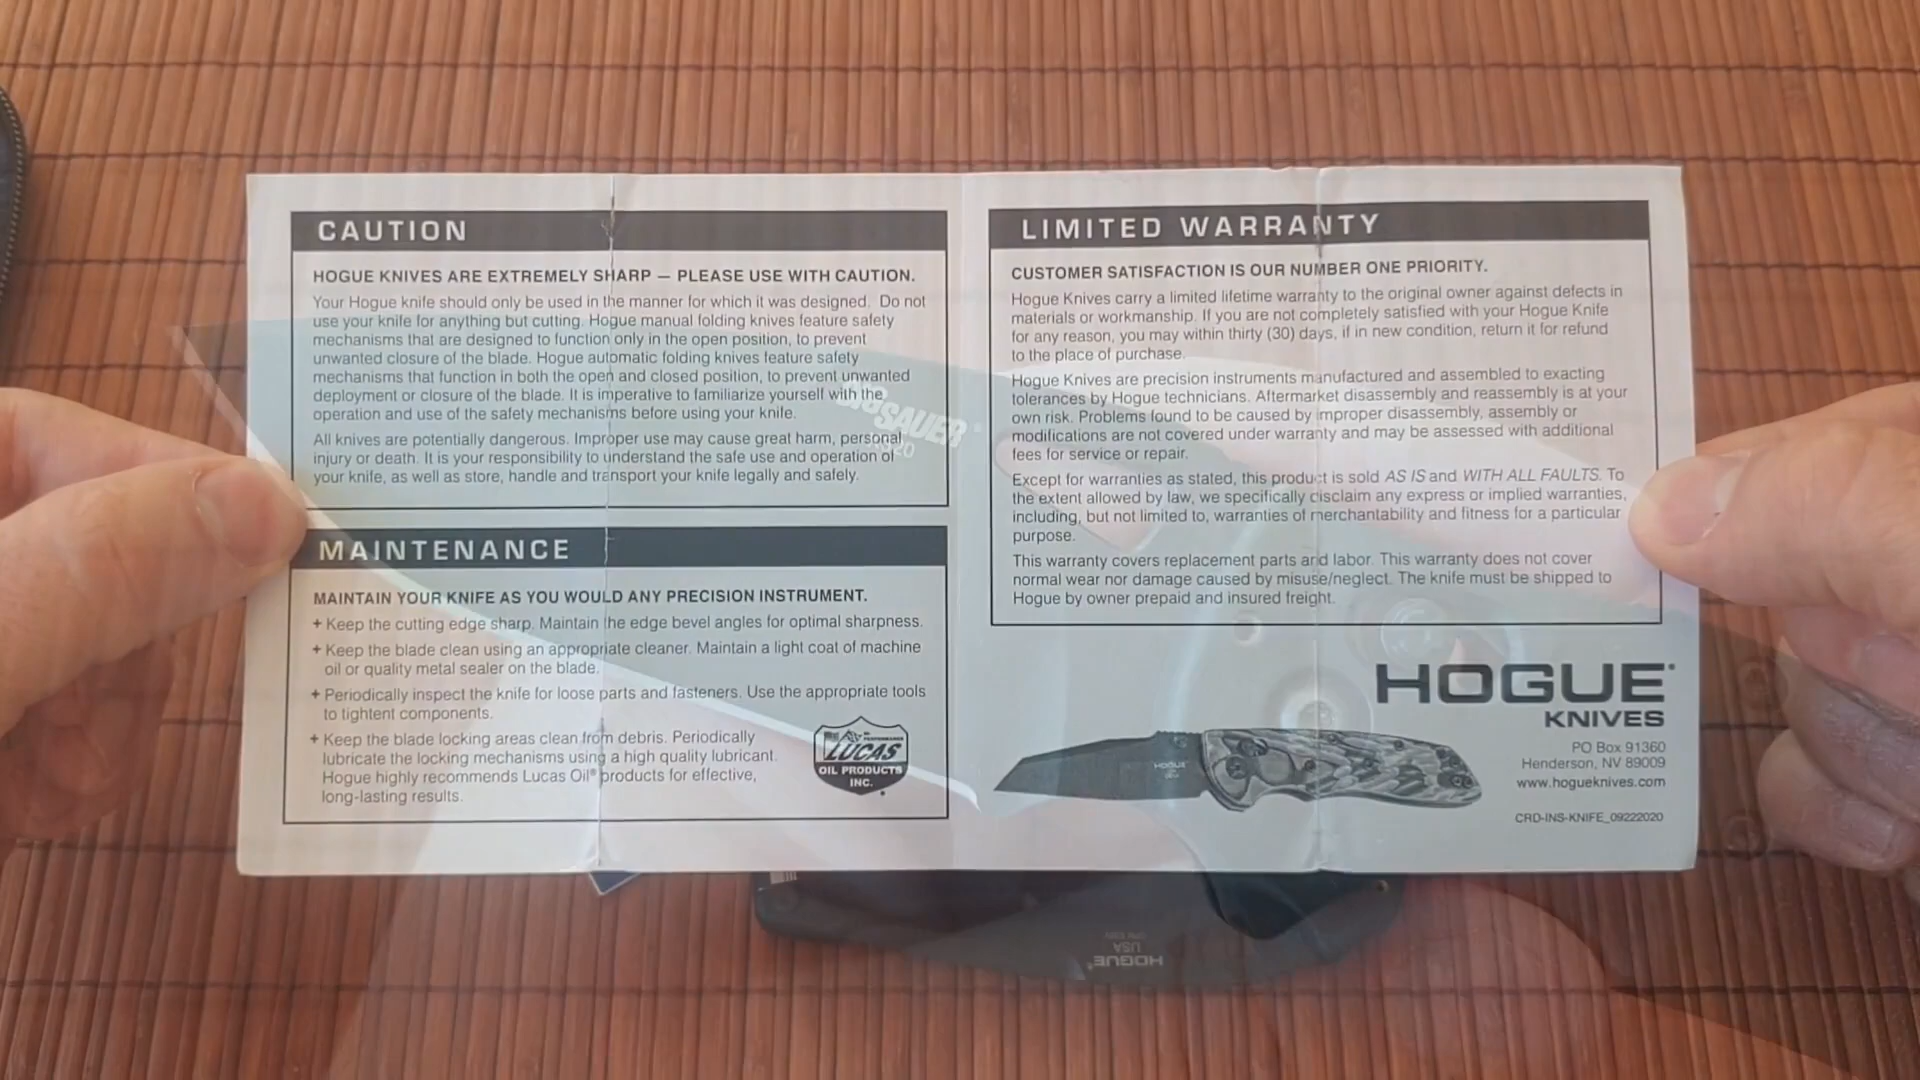 CAUTION
HOGUE KNIVES ARE EXTREMELY SHARP — PLEASE USE WITH CAUTION.
Your Hogue knife should only be used in the manner for which it was designed. Do not
use your knife for anything but cutting. Hogue manual folding knives feature safety
mechanisms that are designed to function only in the open position, to prevent
unwanted closure of the blade. Hogue automatic folding knives feature safety
mechanisms that function in both the open and closed position, to prevent unwanted
deployment or closure of the blade. It is imperative to familiarize yourself with the
operation and use of the safety mechanisms before using your knife.
All knives are potentially dangerous. Improper use may cause great harm, personal
injury or death. It is your responsibility to understand the safe use and operation of
your knife, as well as store, handle and transport your knife legally and safely.
MAINTENANCE
MAINTAIN YOUR KNIFE AS YOU WOULD ANY PRECISION INSTRUMENT.
+ Keep the cutting edge sharp. Maintain the edge bevel angles for optimal sharpness.
+ Keep the blade clean using an appropriate cleaner. Maintain a light coat of machine
oil or quality metal sealer on the blade.
+ Periodically inspect the knife for loose parts and fasteners. Use the appropriate tools
to tightent components.
+ Keep the blade locking areas clean from debris. Periodically
lubricate the locking mechanisms using a high quality lubricant.
Hogue highly recommends Lucas Oil® products for effective,
long-lasting results.
LUCAS
OIL PRODUCTS
INC.
LIMITED WARRANTY
CUSTOMER SATISFACTION IS OUR NUMBER ONE PRIORITY.
Hogue Knives carry a limited lifetime warranty to the original owner against defects in
materials or workmanship. If you are not completely satisfied with your Hogue Knife
for any reason, you may within thirty (30) days, if in new condition, return it for refund
to the place of purchase.
Hogue Knives are precision instruments manufactured and assembled to exacting
tolerances by Hogue technicians. Aftermarket disassembly and reassembly is at your
own risk. Problems found to be caused by improper disassembly, assembly or
modifications are not covered under warranty and may be assessed with additional
fees for service or repair.
Except for warranties as stated, this product is sold AS IS and WITH ALL FAULTS. To
the extent allowed by law, we specifically disclaim any express or implied warranties,
including, but not limited to, warranties of merchantability and fitness for a particular
purpose.
This warranty covers replacement parts and labor. This warranty does not cover
normal wear nor damage caused by misuse/neglect. The knife must be shipped to
Hogue by owner prepaid and insured freight.
HOGUE
KNIVES
PO Box 91360
Henderson, NV 89009
www.hogueknives.com
CRD-INS-KNIFE_09222020
HOGUE
SIG SAUER
USA
HOGUE